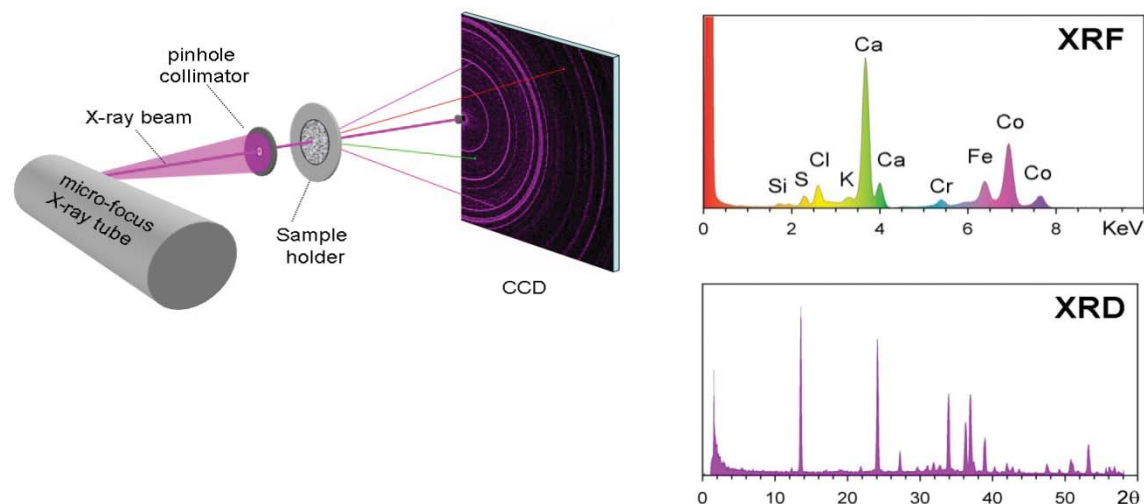 pinhole
collimator
X-ray beam
micro-focus
X-ray tube
Sample
holder
CCD
XRF
Ca
Co
Cl
Fe
Si
S
K
Ca
Cr
Co
0
2
4
6
8
KeV
XRD
0
10
20
30
40
50
2θ